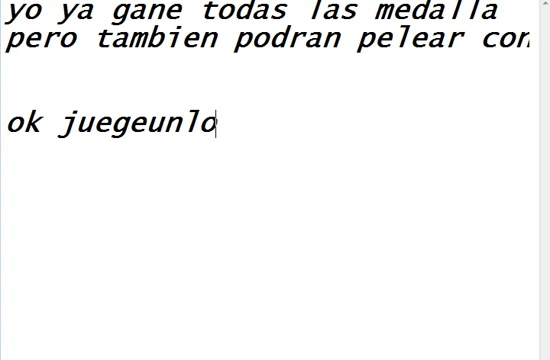 yo ya gane todas las medalla
pero tambien podran pelear con
ok juegeunlo